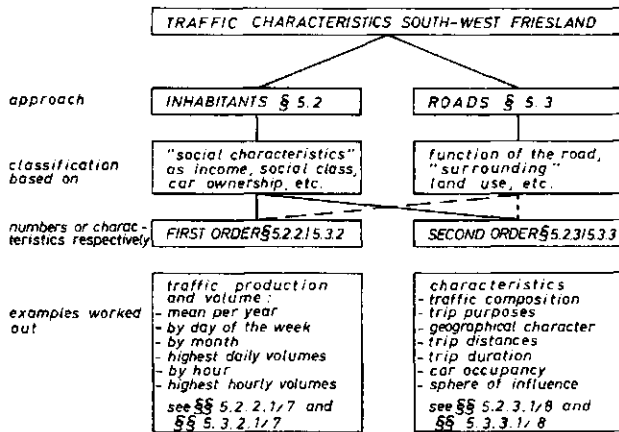 TRAFFIC CHARACTERISTICS SOUTH-WEST FRIESLAND
approach
INHABITANTS § 5.2
ROADS § 5.3
classification
based on
"social characteristics"
as income, social class,
car ownership, etc.
function of the road,
"surrounding"
land use, etc.
numbers or charac-
teristics respectively
FIRST ORDER § 5.2.2/5.3.2
SECOND ORDER § 5.2.3/5.3.3
examples worked
out
traffic production
and volume:
- mean per year
- by day of the week
- by month
- highest daily volumes
- by hour
- highest hourly volumes
see §§ 5.2.2.1/7 and
§§ 5.3.2.1/7
characteristics
- traffic composition
- trip purposes
- geographical character
- trip distances
- trip duration
- car occupancy
- sphere of influence
see §§ 5.2.3.1/8 and
§§ 5.3.3.1/8